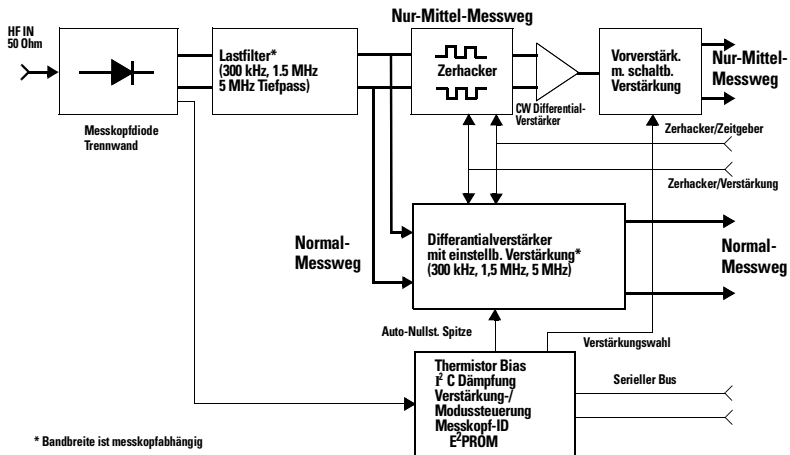 Nur-Mittel-Messweg
HF IN
50 Ohm
Lastfilter*
(300 kHz, 1.5 MHz
5 MHz Tiefpass)
Zerhacker
Vorverstärk.
m. schaltb.
Verstärkung
Nur-Mittel-
Messweg
CW Differential-
Verstärker
Messkopfdiode
Trennwand
Zerhacker/Zeitgeber
Zerhacker/Verstärkung
Normal-
Messweg
Differantialverstärker
mit einstellb. Verstärkung*
(300 kHz, 1,5 MHz, 5 MHz)
Normal-
Messweg
Auto-Nullst. Spitze
Verstärkungswahl
Thermistor Bias
I² C Dämpfung
Verstärkung-/
Modussteuerung
Messkopf-ID
E²PROM
Serieller Bus
* Bandbreite ist messkopfabhängig